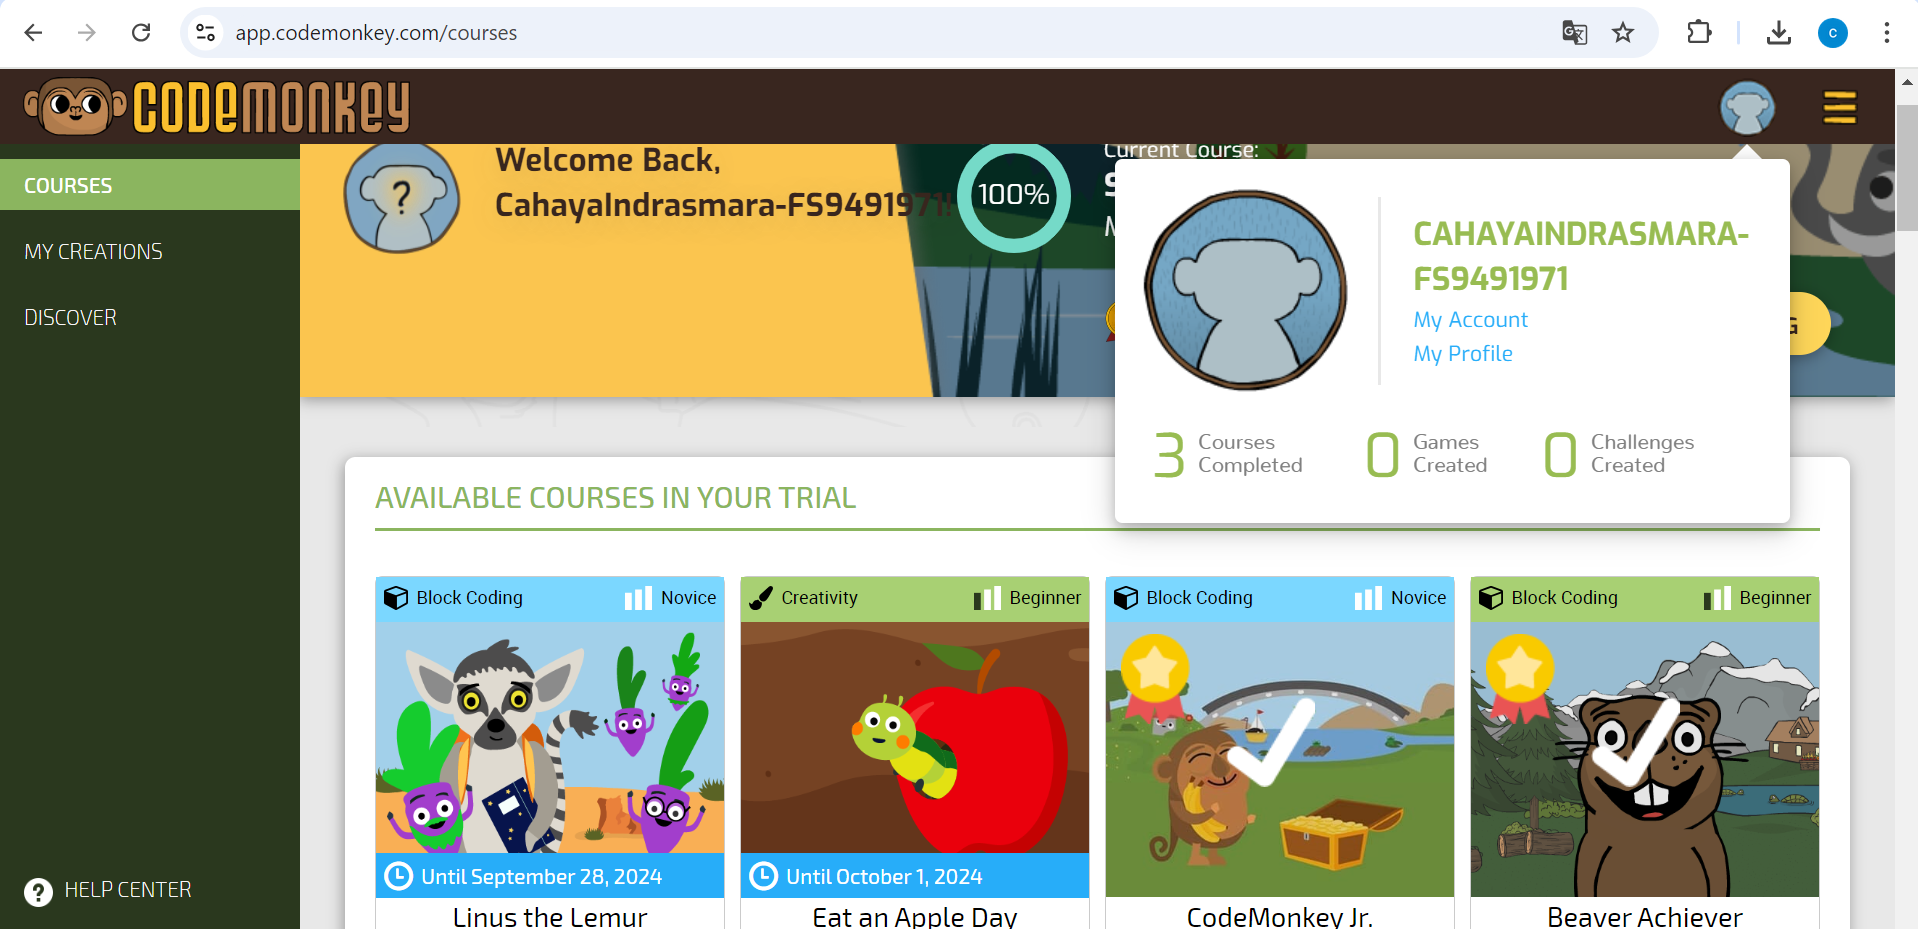 app.codemonkey.com/courses
c
CODEMONKEY
COURSES
MY CREATIONS
DISCOVER
HELP CENTER
Welcome Back,
CahayaIndrasmara-FS9491971!
100%
Current Course:
CAHAYAINDRASMARA-
FS9491971
My Account
My Profile
3 Courses Completed
0 Games Created
0 Challenges Created
AVAILABLE COURSES IN YOUR TRIAL
Block Coding Novice
Until September 28, 2024
Linus the Lemur
Creativity Beginner
Until October 1, 2024
Eat an Apple Day
Block Coding Novice
CodeMonkey Jr.
Block Coding Beginner
Beaver Achiever